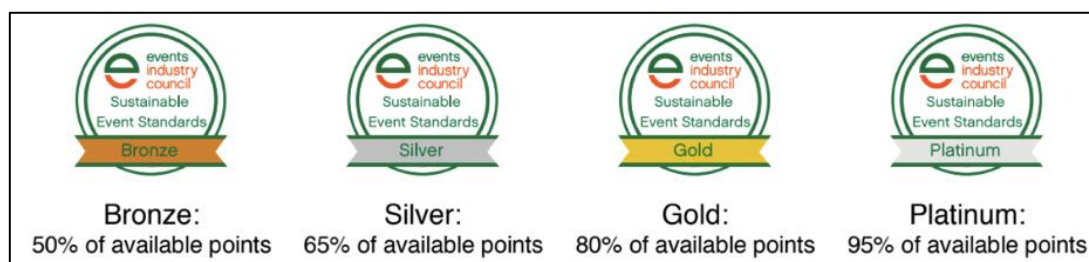 events
industry
council
Sustainable
Event Standards
Bronze
events
industry
council
Sustainable
Event Standards
Silver
events
industry
council
Sustainable
Event Standards
Gold
events
industry
council
Sustainable
Event Standards
Platinum
Bronze:
50% of available points
Silver:
65% of available points
Gold:
80% of available points
Platinum:
95% of available points